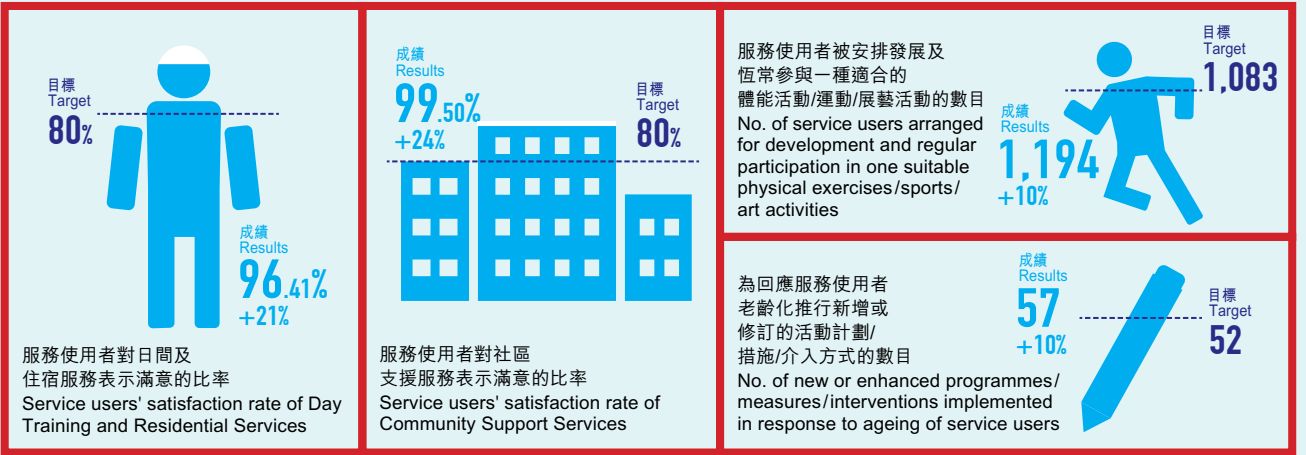 目標
Target
80%
成績
Results
96.41%
+21%
服務使用者對日間及
住宿服務表示滿意的比率
Service users' satisfaction rate of Day
Training and Residential Services
成績
Results
99.50%
+24%
目標
Target
80%
服務使用者對社區
支援服務表示滿意的比率
Service users' satisfaction rate of
Community Support Services
服務使用者被安排發展及
恆常參與一種適合的
體能活動/運動/展藝活動的數目
No. of service users arranged
for development and regular
participation in one suitable
physical exercises/sports/
art activities
成績
Results
1,194
+10%
目標
Target
1,083
為回應服務使用者
老齡化推行新增或
修訂的活動計劃/
措施/介入方式的數目
No. of new or enhanced programmes/
measures/interventions implemented
in response to ageing of service users
成績
Results
57
+10%
目標
Target
52